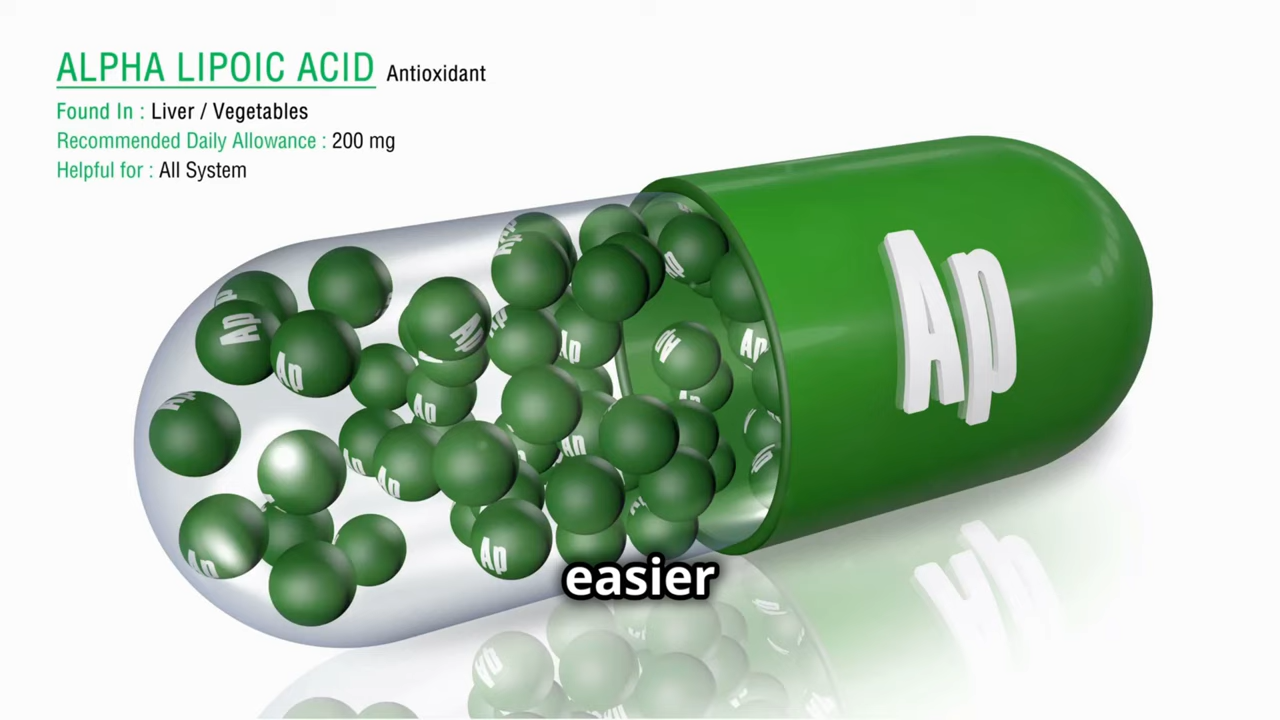 ALPHA LIPOIC ACID Antioxidant
Found In : Liver / Vegetables
Recommended Daily Allowance : 200 mg
Helpful for : All System
Ap
easier